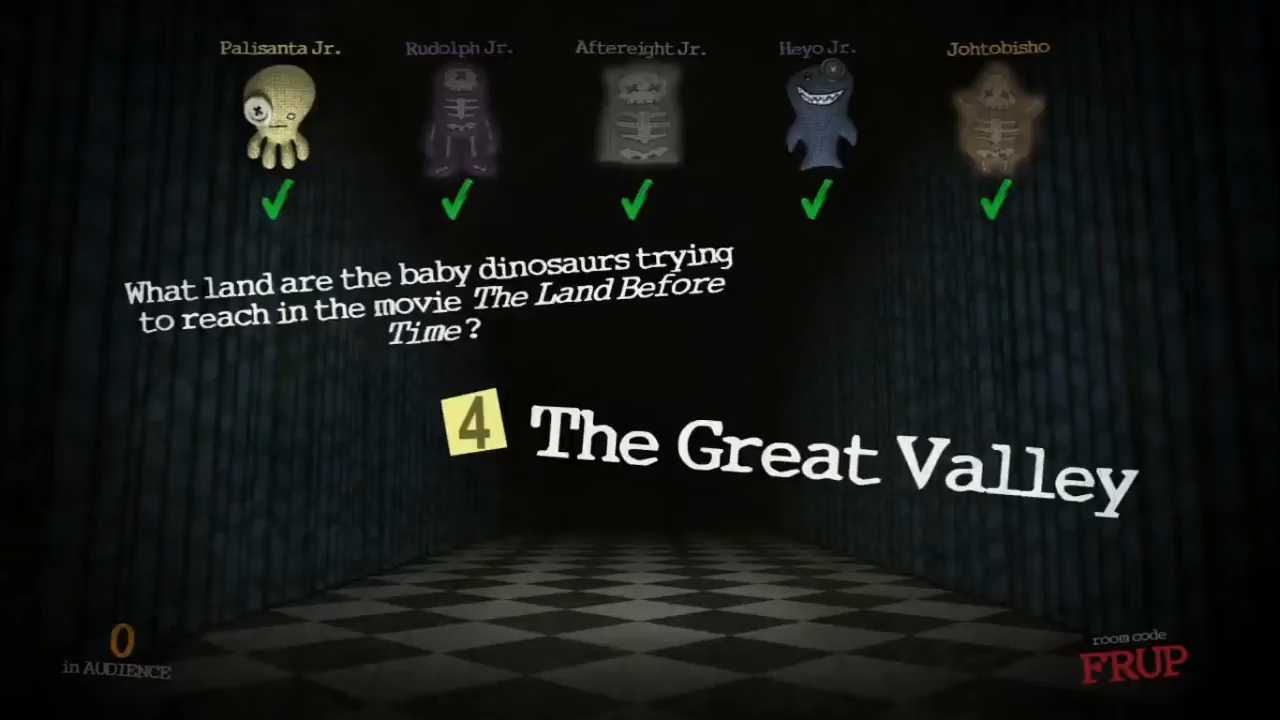 Palisanta Jr.
Rudolph Jr.
Aftereight Jr.
Heyo Jr.
Johtobisho
What land are the baby dinosaurs trying
to reach in the movie The Land Before
Time?
4 The Great Valley
0
in AUDIENCE
room code
FRUP